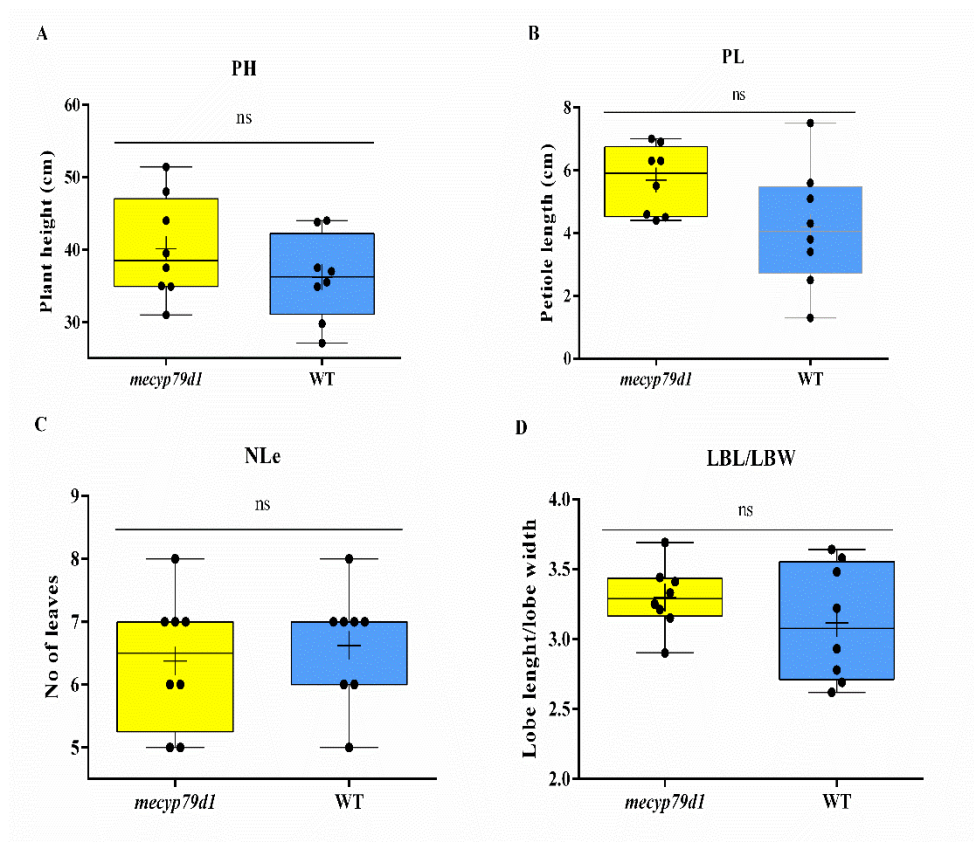 A
PH
ns
Plant height (cm)
60
50
40
30
mecyp79d1
WT
B
PL
ns
Petiole length (cm)
8
6
4
2
0
mecyp79d1
WT
C
NLe
ns
No of leaves
9
8
7
6
5
mecyp79d1
WT
D
LBL/LBW
ns
Lobe lenght/lobe width
4.0
3.5
3.0
2.5
2.0
mecyp79d1
WT